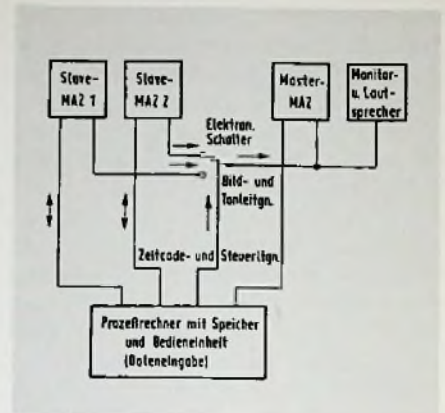 Slave-
MAZ 1
Slave-
MAZ 2
Master-
MAZ
Monitor-
u. Laut-
sprecher
Elektron.
Schalter
Bild- und
Tonleitgn.
Zeitcode- und Steuerltgn.
Prozeßrechner mit Speicher
und Bedieneinheit
(Dateneingabe)